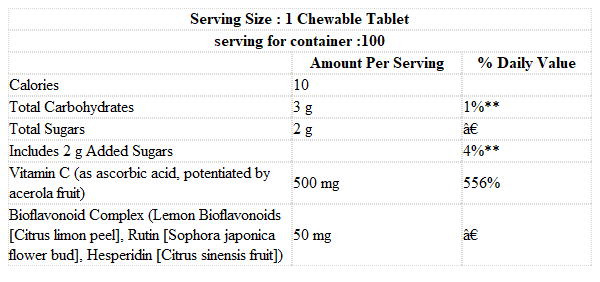 Serving Size : 1 Chewable Tablet
serving for container :100
Amount Per Serving % Daily Value
Calories 10
Total Carbohydrates 3 g 1%**
Total Sugars 2 g â€
Includes 2 g Added Sugars 4%**
Vitamin C (as ascorbic acid, potentiated by
acerola fruit) 500 mg 556%
Bioflavonoid Complex (Lemon Bioflavonoids
[Citrus limon peel], Rutin [Sophora japonica 50 mg â€
flower bud], Hesperidin [Citrus sinensis fruit])